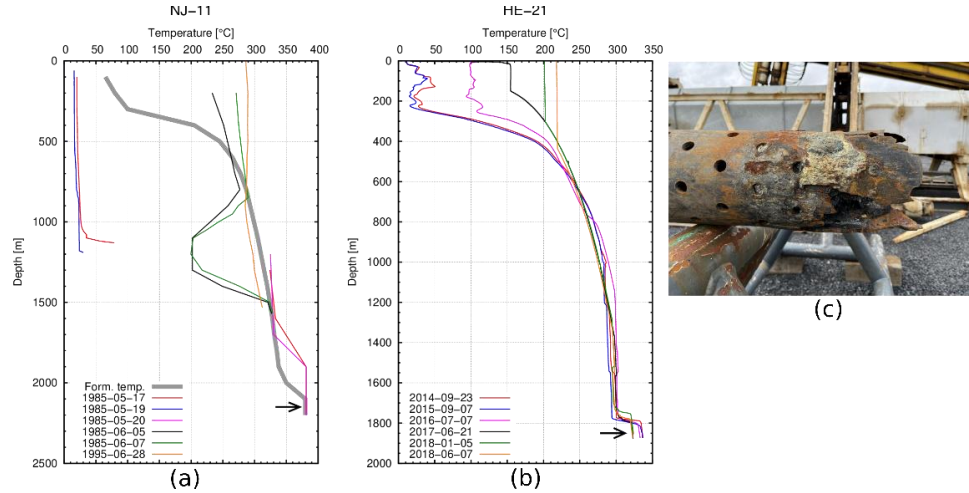 NJ-11
Temperature [°C]
0 50 100 150 200 250 300 350 400
0
500
1000
1500
2000
2500
Depth [m]
Form. temp.
1985-05-17
1985-05-19
1985-05-20
1985-06-05
1985-06-07
1995-06-28
(a)
HE-21
Temperature [°C]
0 50 100 150 200 250 300 350
0
200
400
600
800
1000
1200
1400
1600
1800
2000
Depth [m]
2014-09-23
2015-09-07
2016-07-07
2017-06-21
2018-01-05
2018-06-07
(b)
(c)